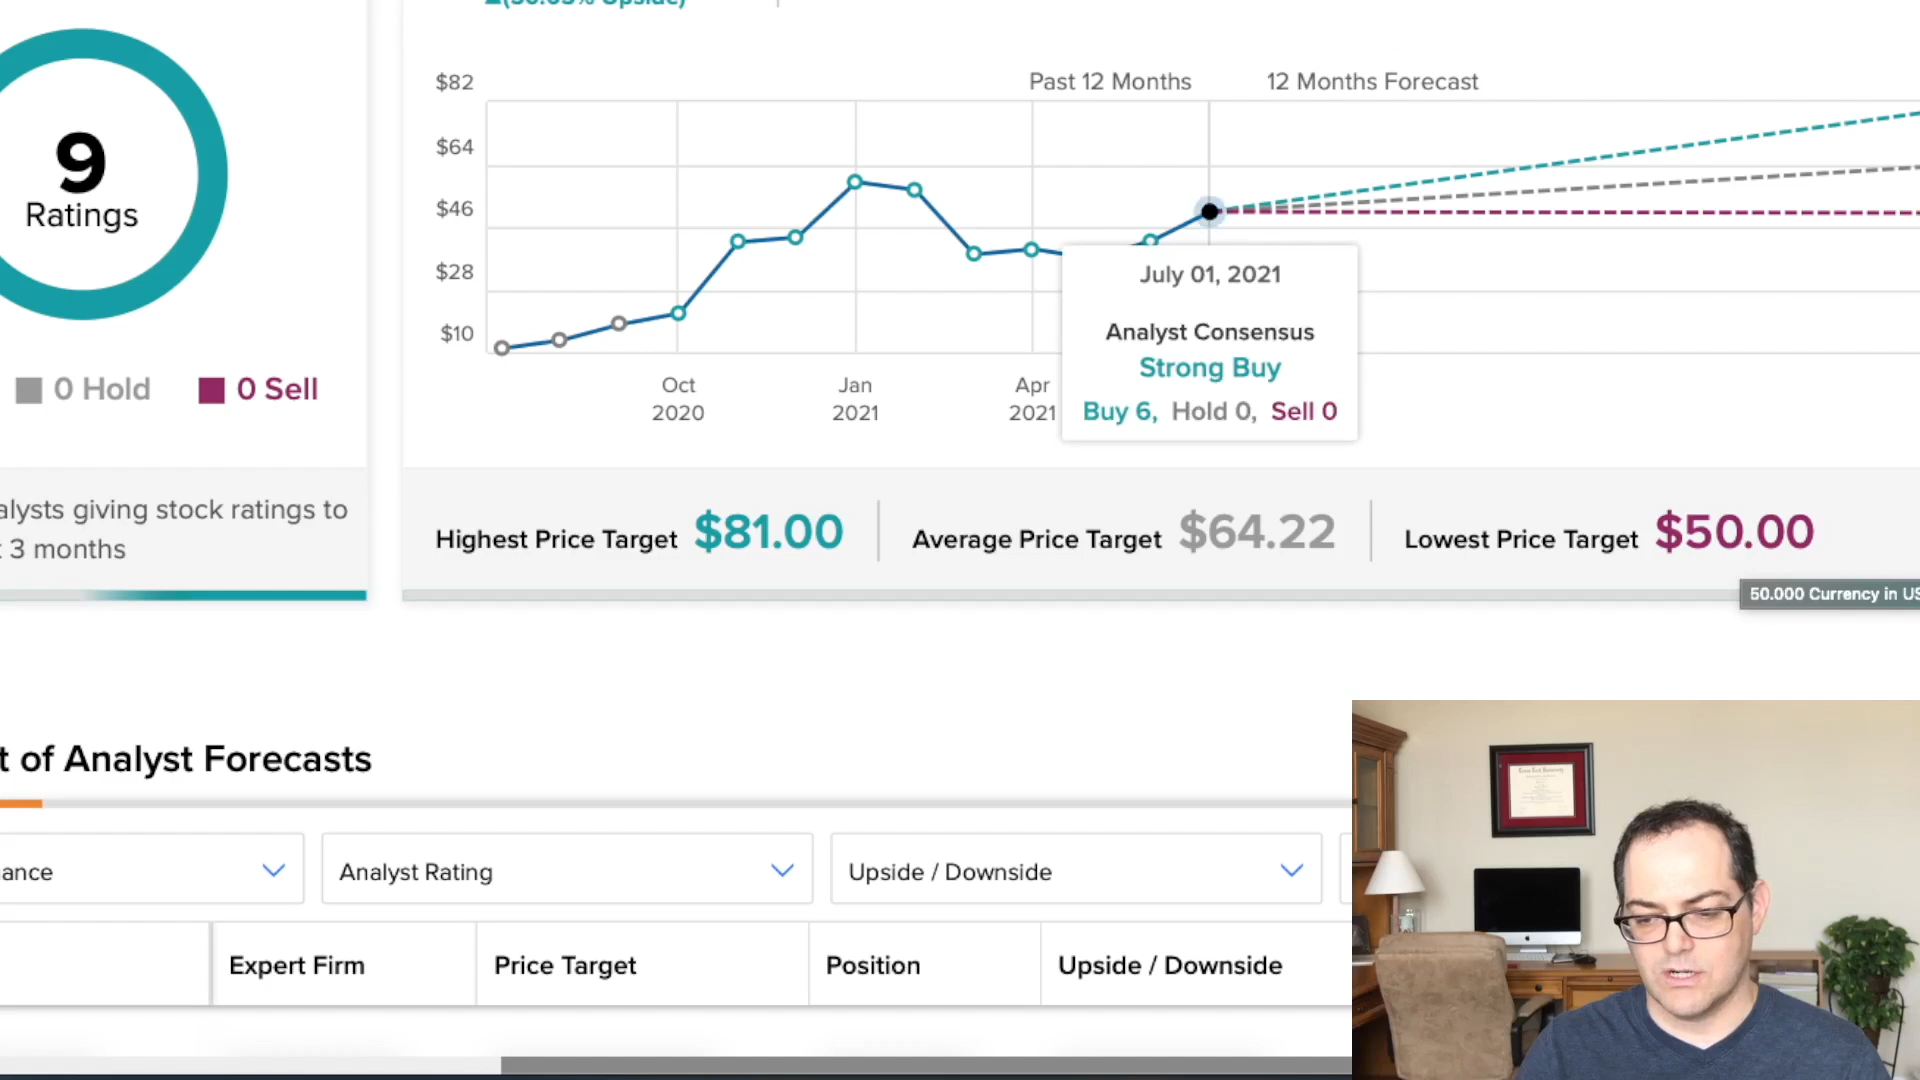 $82
Past 12 Months
12 Months Forecast
$64
9
Ratings
$46
$28
$10
July 01, 2021
Analyst Consensus
Strong Buy
Buy 6, Hold 0, Sell 0
0 Hold
0 Sell
Oct
2020
Jan
2021
Apr
2021
alysts giving stock ratings to
3 months
Highest Price Target $81.00
Average Price Target $64.22
Lowest Price Target $50.00
50.000 Currency in US
t of Analyst Forecasts
ance
Analyst Rating
Upside / Downside
Expert Firm
Price Target
Position
Upside / Downside